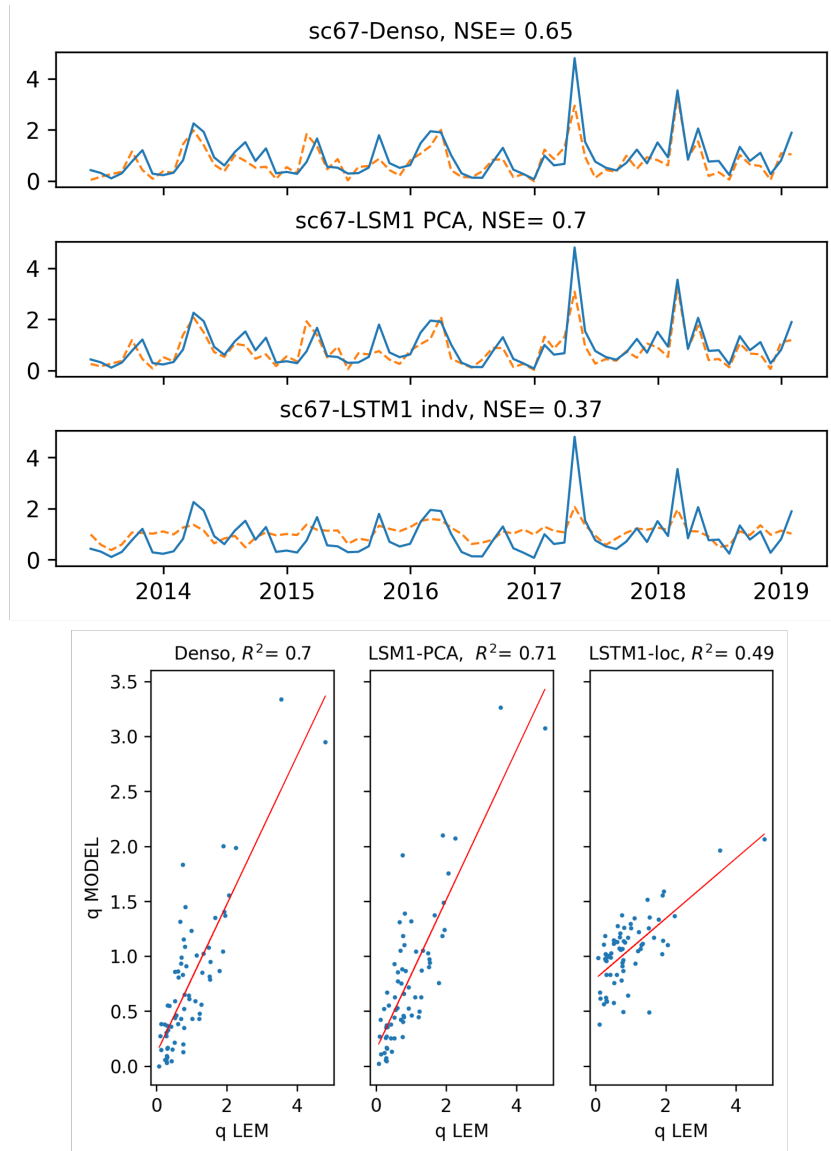 sc67-Denso, NSE= 0.65
4
2
0
sc67-LSM1 PCA, NSE= 0.7
4
2
0
sc67-LSTM1 indv, NSE= 0.37
4
2
0
2014 2015 2016 2017 2018 2019
Denso, R²= 0.7 LSM1-PCA, R²= 0.71 LSTM1-loc, R²= 0.49
3.5
3.0
2.5
2.0
1.5
1.0
0.5
0.0
q MODEL
0 2 4 0 2 4 0 2 4
q LEM q LEM q LEM